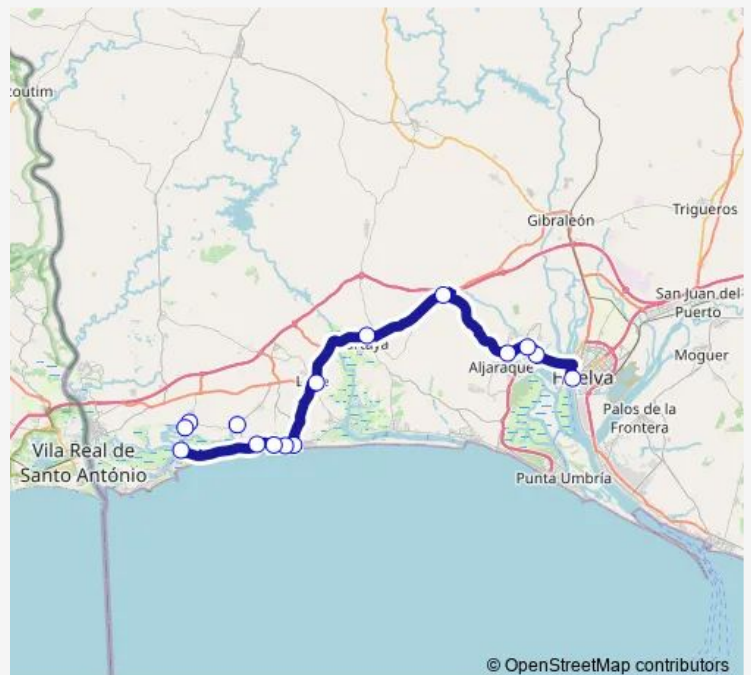 coutim
Gibraleón
Trigueros
San Juan del
Puerto
Moguer
Aljaraque
Huelva
Palos de la
Frontera
Vila Real de
Santo António
Punta Umbría
© OpenStreetMap contributors